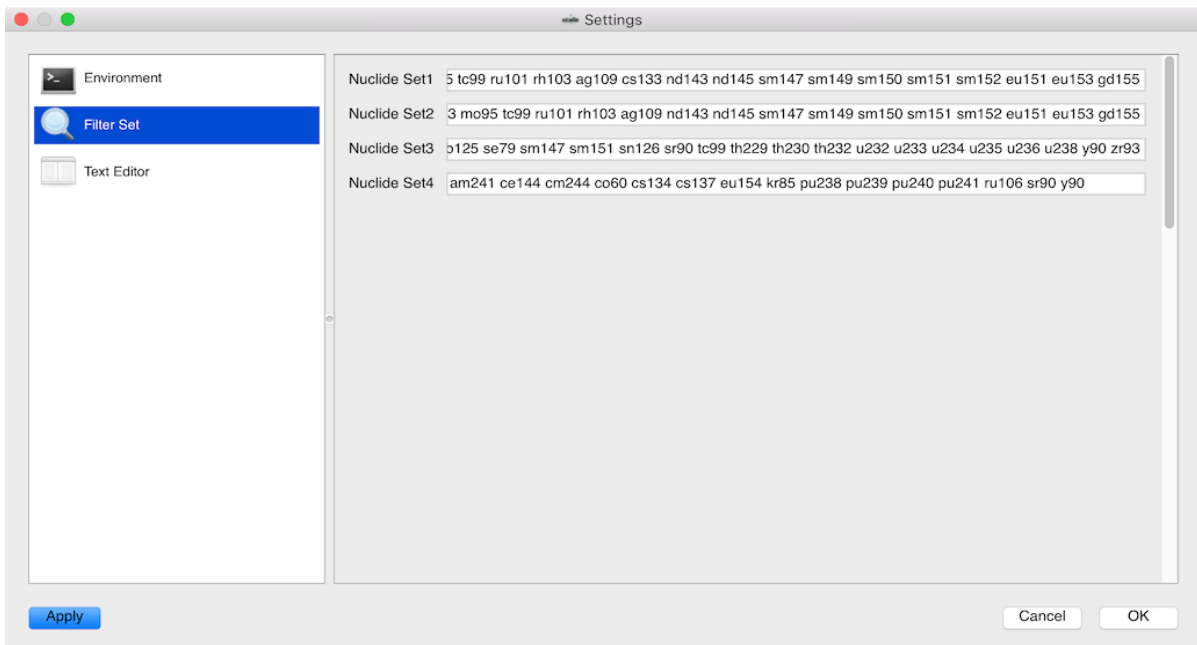 Settings
Environment
Filter Set
Text Editor
Nuclide Set1 5 tc99 ru101 rh103 ag109 cs133 nd143 nd145 sm147 sm149 sm150 sm151 sm152 eu151 eu153 gd155
Nuclide Set2 3 mo95 tc99 ru101 rh103 ag109 nd143 nd145 sm147 sm149 sm150 sm151 sm152 eu151 eu153 gd155
Nuclide Set3 b125 se79 sm147 sm151 sn126 sr90 tc99 th229 th230 th232 u232 u233 u234 u235 u236 u238 y90 zr93
Nuclide Set4 am241 ce144 cm244 co60 cs134 cs137 eu154 kr85 pu238 pu239 pu240 pu241 ru106 sr90 y90
Apply
Cancel
OK